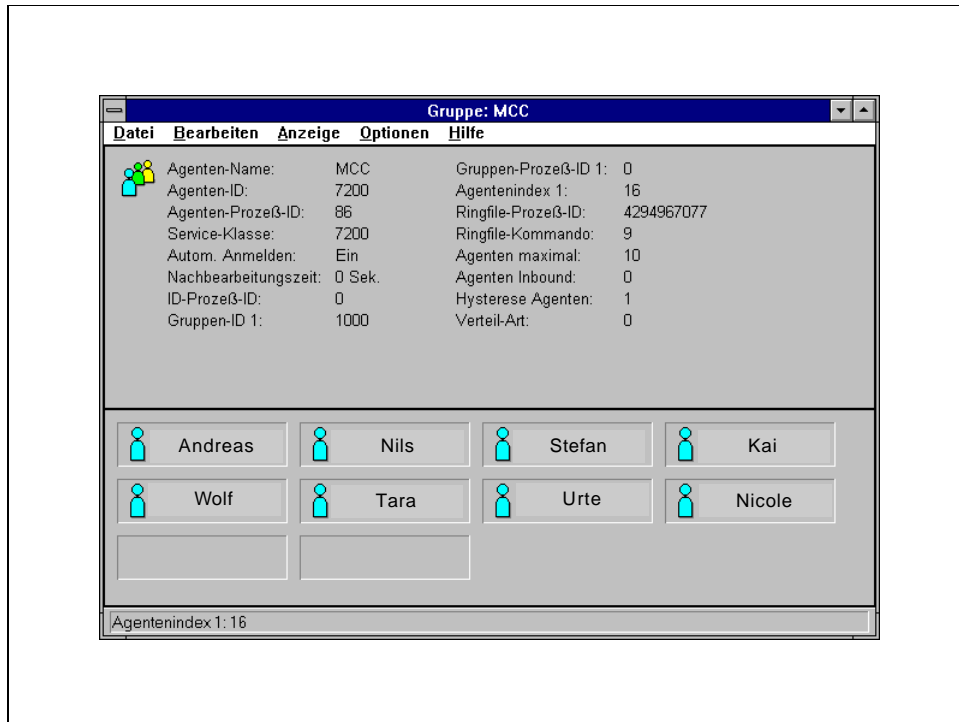 Gruppe: MCC
Datei Bearbeiten Anzeige Optionen Hilfe
Agenten-Name: MCC Gruppen-Prozeß-ID 1: 0
Agenten-ID: 7200 Agentenindex 1: 16
Agenten-Prozeß-ID: 86 Ringfile-Prozeß-ID: 4294967077
Service-Klasse: 7200 Ringfile-Kommando: 9
Autom. Anmelden: Ein Agenten maximal: 10
Nachbearbeitungszeit: 0 Sek. Agenten Inbound: 0
ID-Prozeß-ID: 0 Hysterese Agenten: 1
Gruppen-ID 1: 1000 Verteil-Art: 0
Andreas Nils Stefan Kai
Wolf Tara Urte Nicole
Agentenindex 1: 16